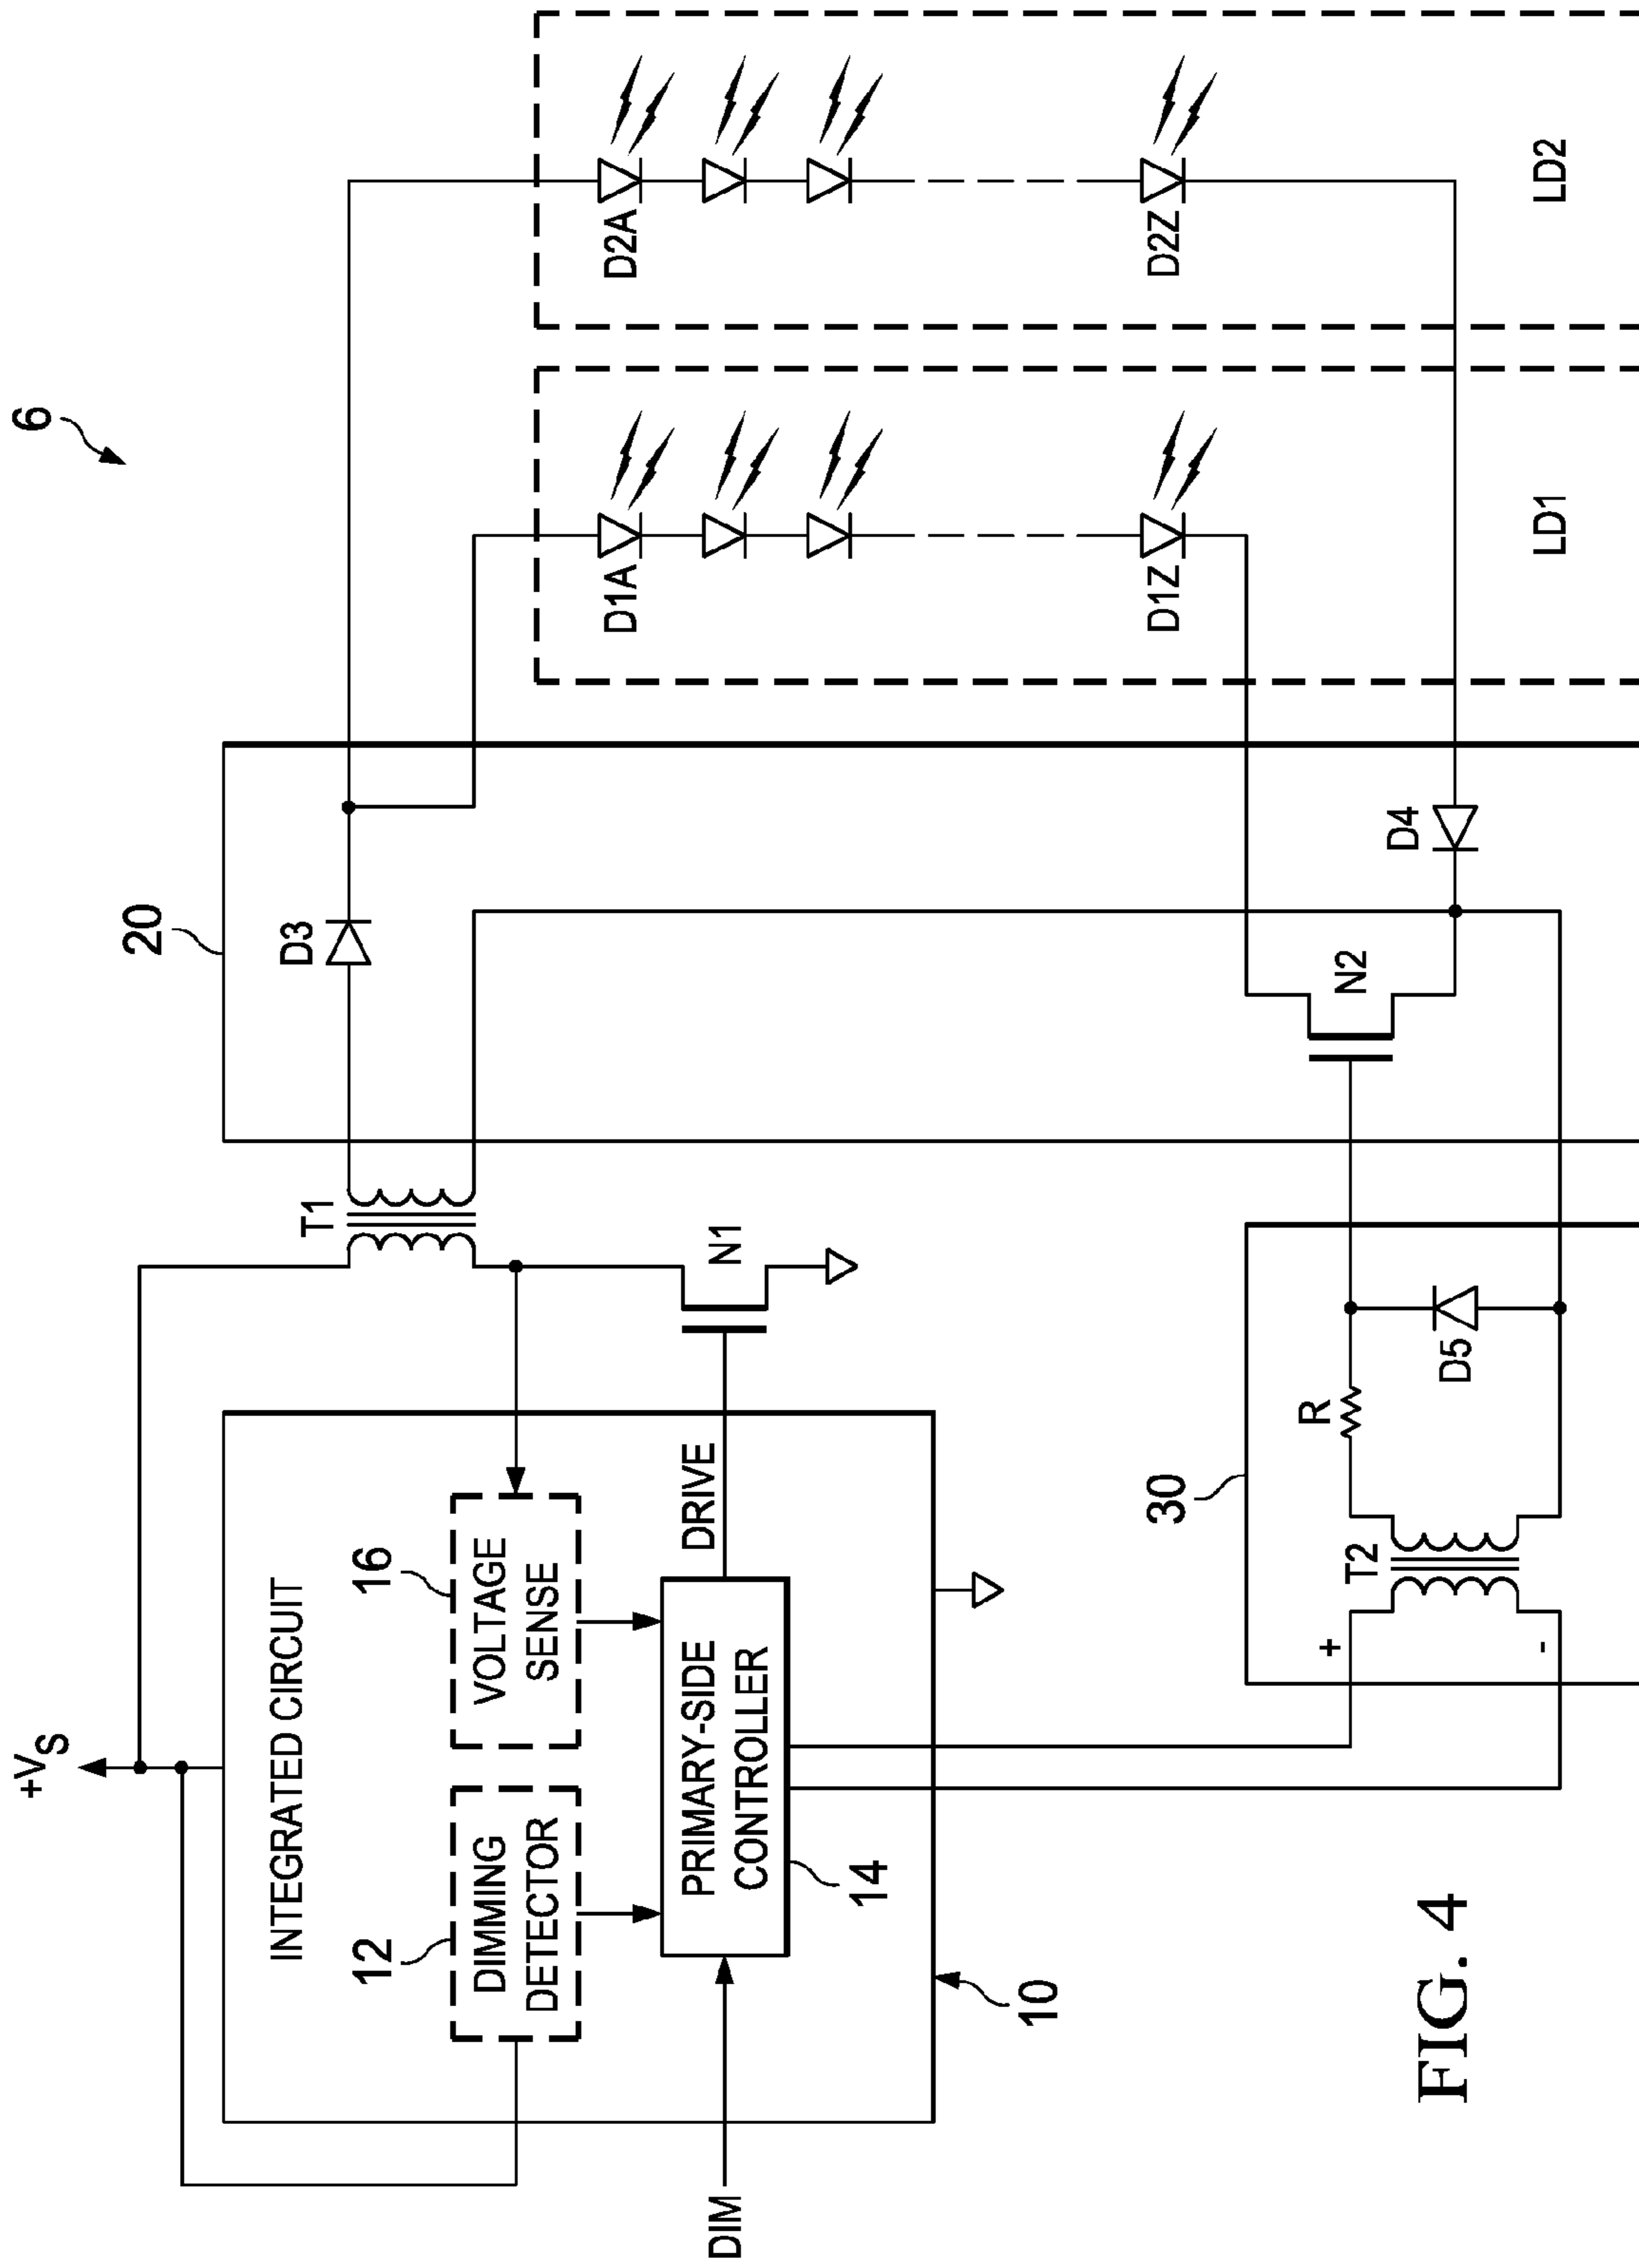 6
+VS
INTEGRATED CIRCUIT
12
DIMMING
DETECTOR
16
VOLTAGE
SENSE
DIM
PRIMARY-SIDE
CONTROLLER
14
DRIVE
10
T1
N1
20
D3
D1A
D1Z
LD1
D2A
D2Z
LD2
30
+
-
T2
R
D5
N2
D4
FIG. 4